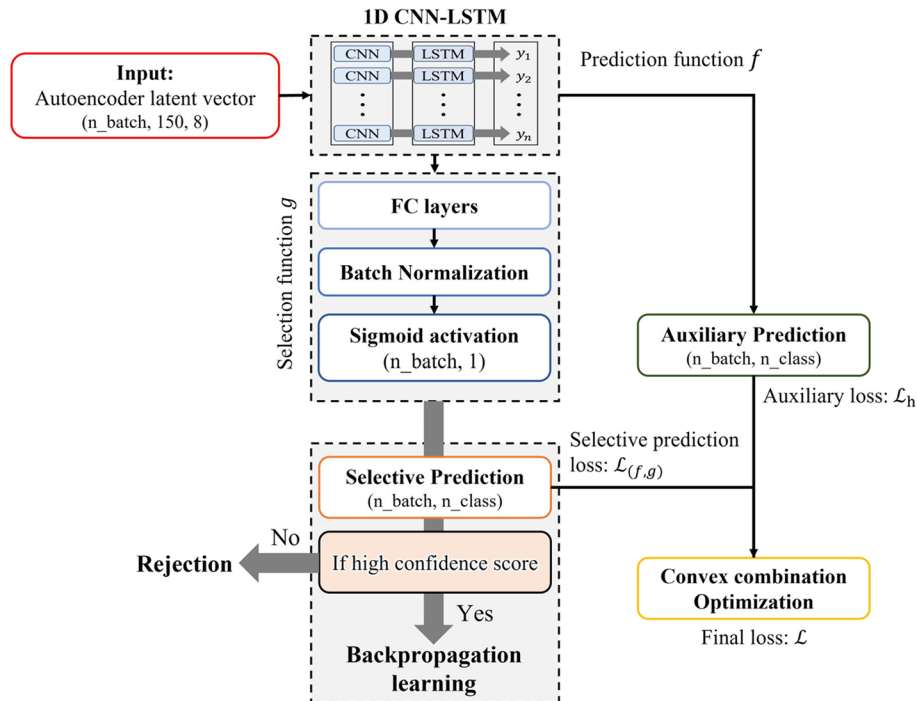 1D CNN-LSTM
Input:
Autoencoder latent vector
(n_batch, 150, 8)
CNN LSTM y₁
CNN LSTM y₂
⋮ ⋮ ⋮
CNN LSTM yₙ
Prediction function f
Selection function g
FC layers
Batch Normalization
Sigmoid activation
(n_batch, 1)
Auxiliary Prediction
(n_batch, n_class)
Auxiliary loss: ℒh
Selective prediction
loss: ℒ(f,g)
Selective Prediction
(n_batch, n_class)
No
Rejection
If high confidence score
Yes
Backpropagation
learning
Convex combination
Optimization
Final loss: ℒ